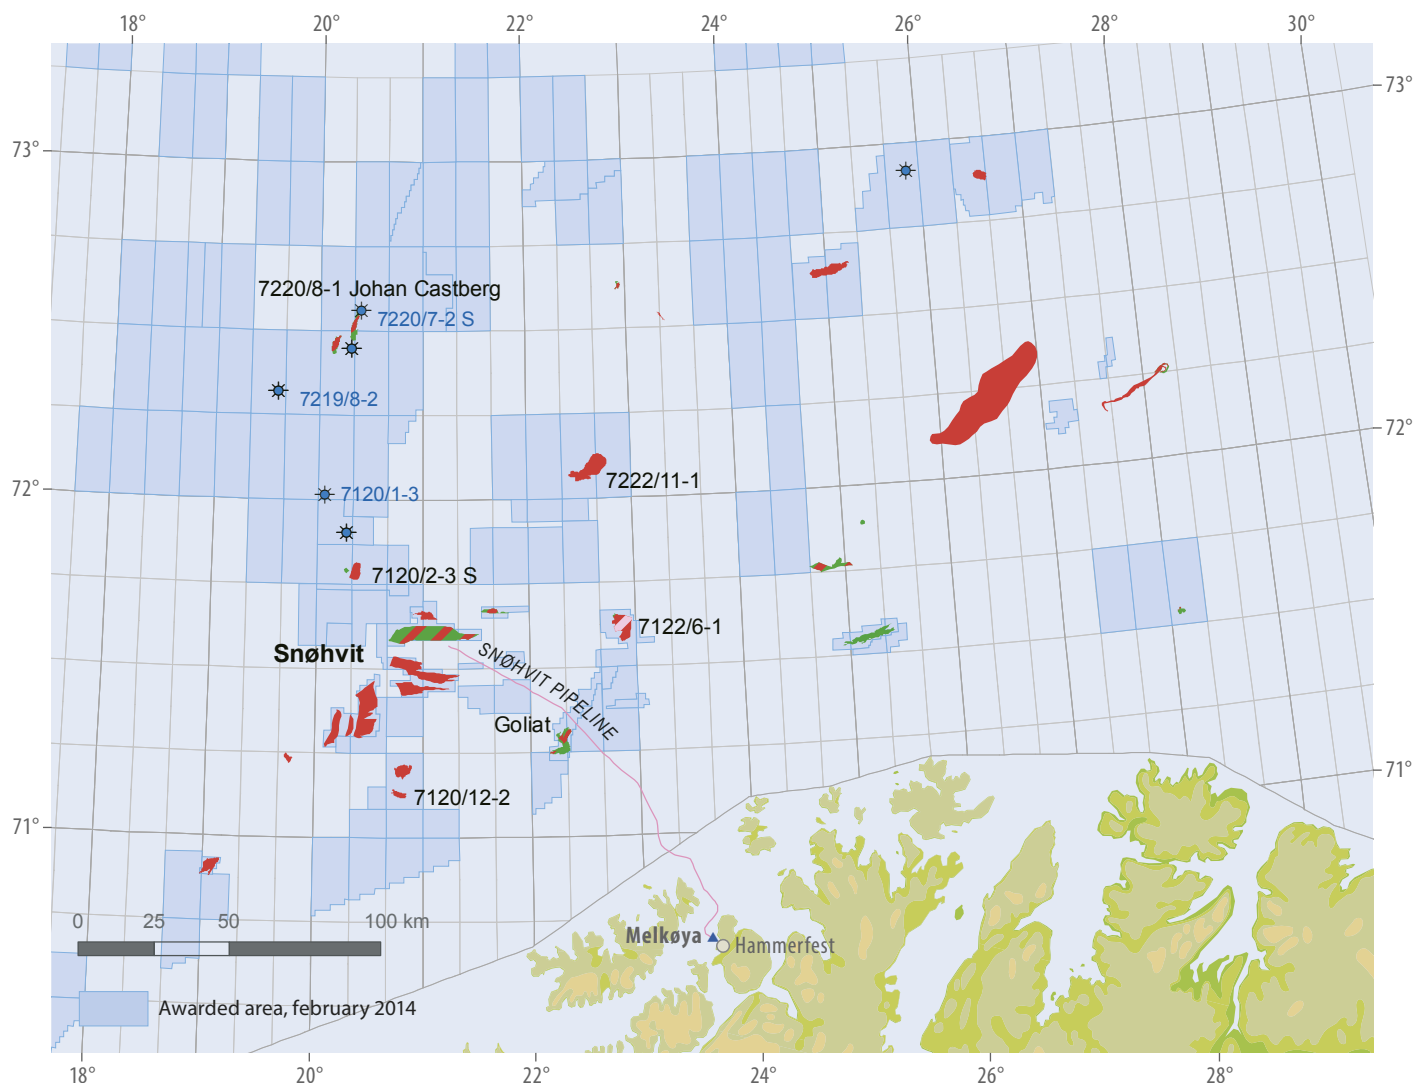 18° 20° 22° 24° 26° 28° 30°
73°
73°
7220/8-1 Johan Castberg
7220/7-2 S
7219/8-2
72°
7222/11-1
72°
7120/1-3
7120/2-3 S
7122/6-1
Snøhvit
SNØHVIT PIPELINE
Goliat
71°
7120/12-2
71°
0 25 50 100 km
Melkøya
Hammerfest
Awarded area, february 2014
18° 20° 22° 24° 26° 28°